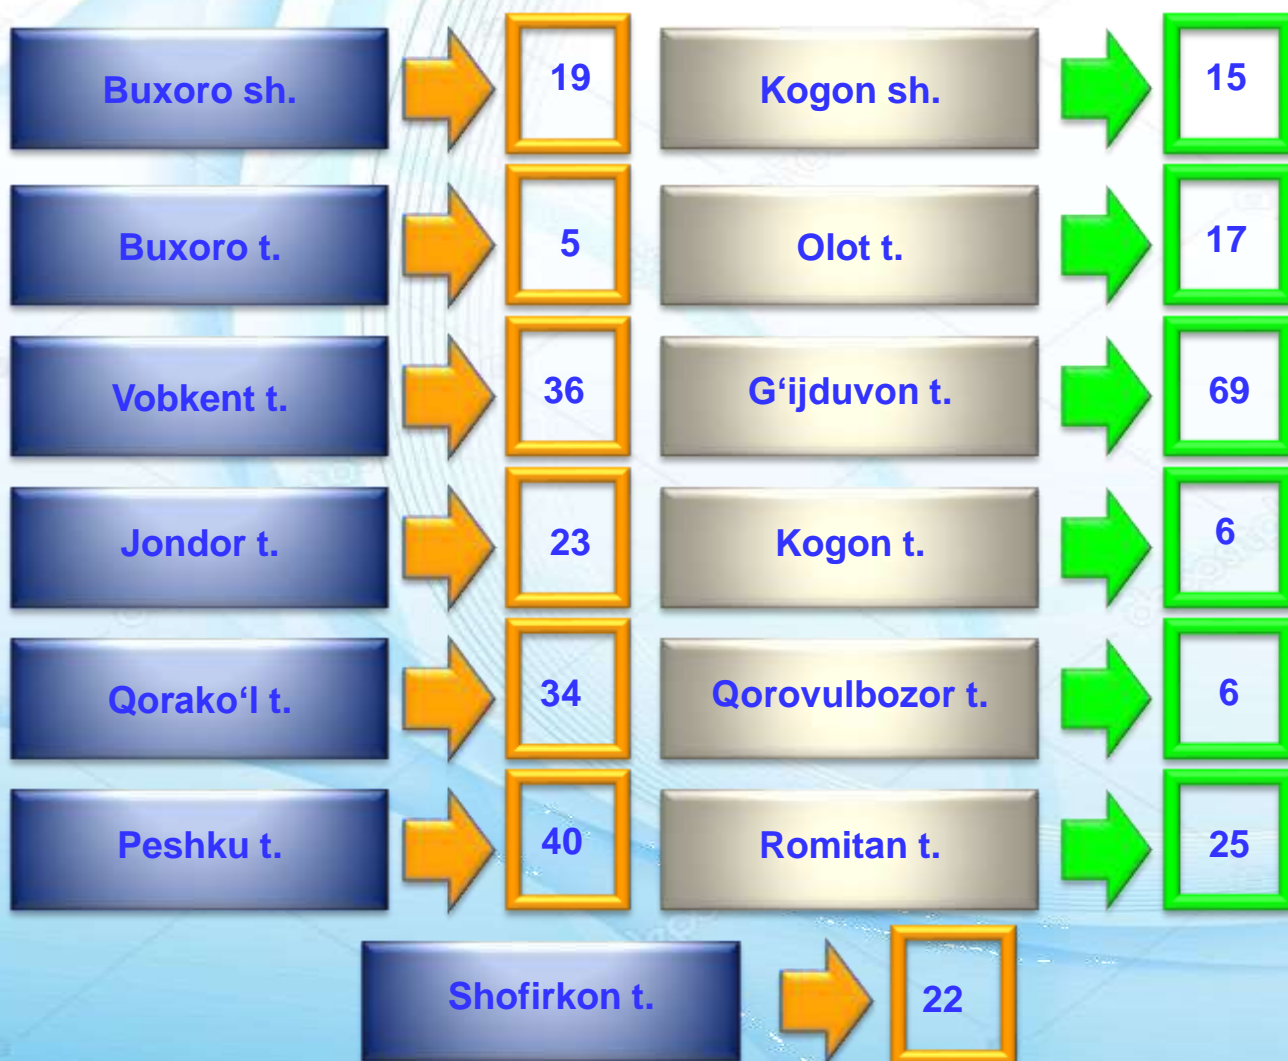 Buxoro sh. 19 Kogon sh. 15
Buxoro t. 5 Olot t. 17
Vobkent t. 36 G‘ijduvon t. 69
Jondor t. 23 Kogon t. 6
Qorako‘l t. 34 Qorovulbozor t. 6
Peshku t. 40 Romitan t. 25
Shofirkon t. 22